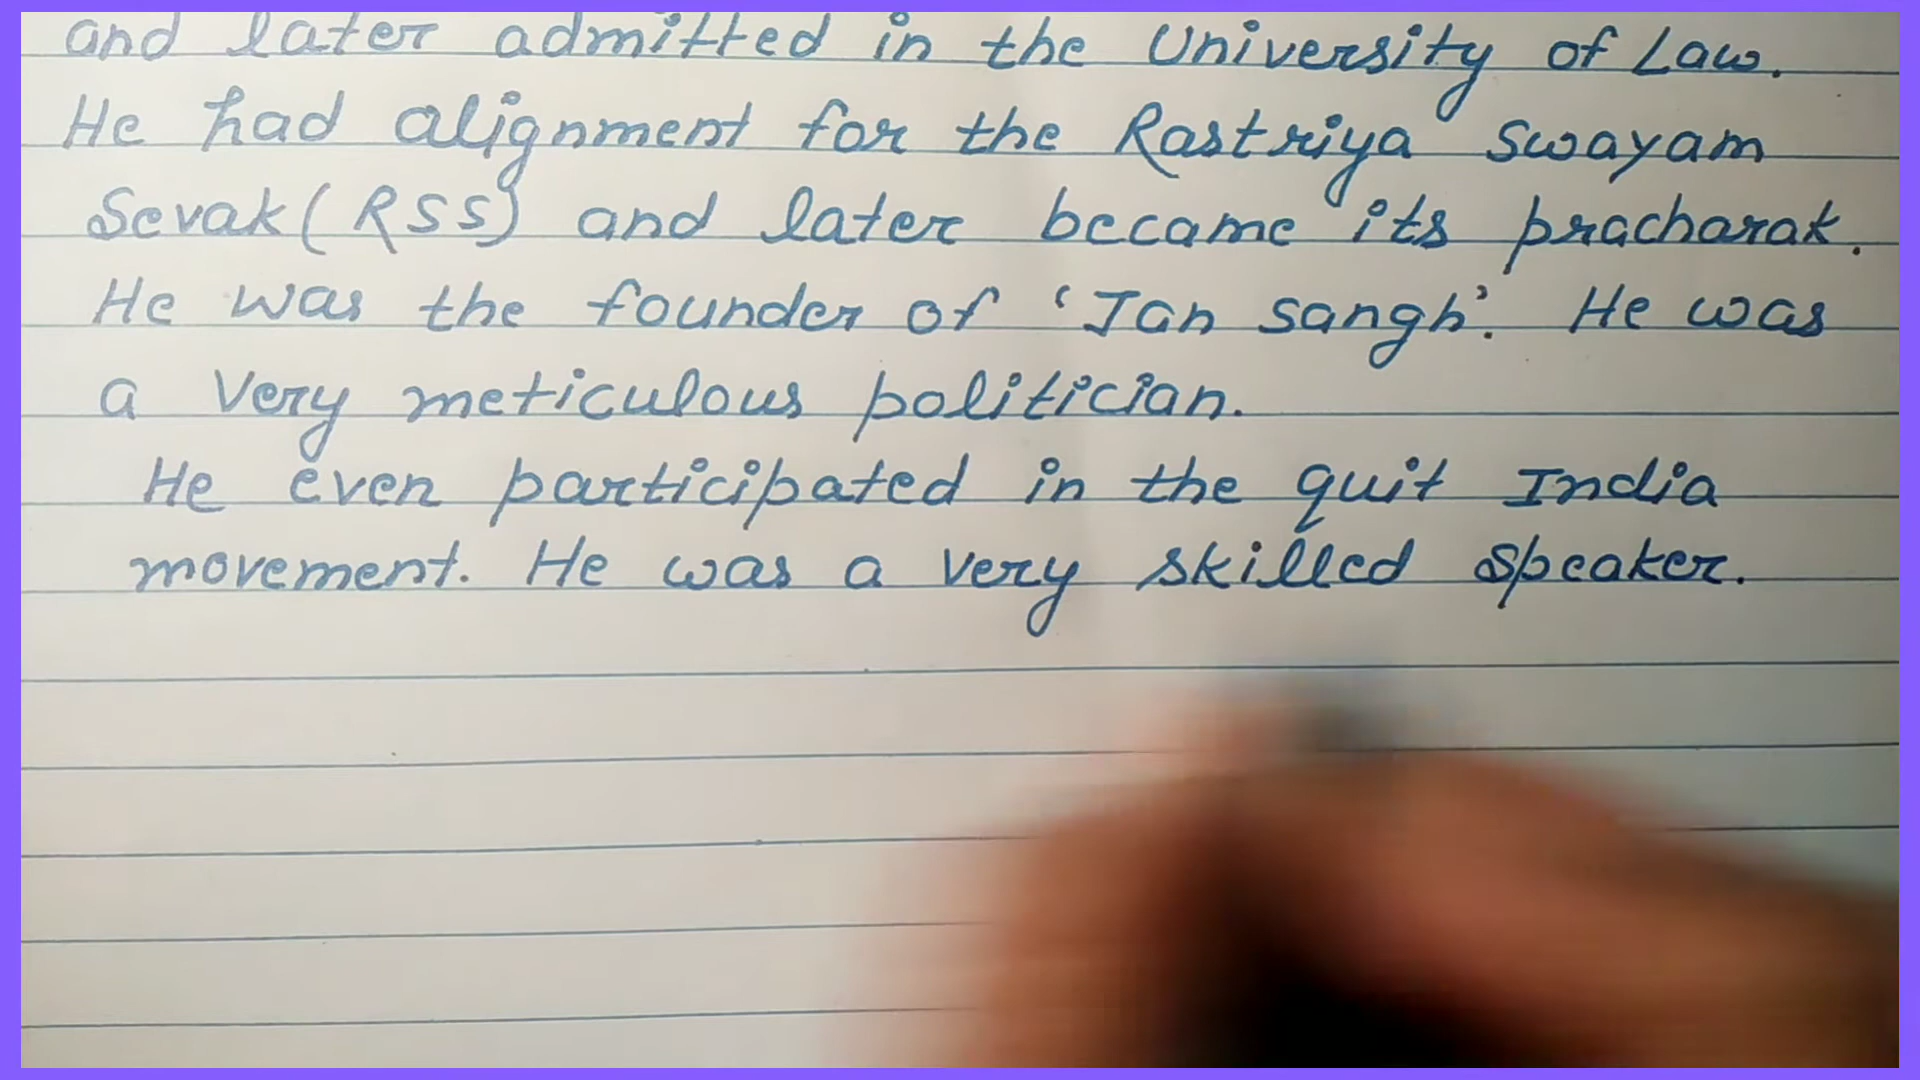 and later admitted in the University of Law.
He had alignment for the Rastriya Swayam
Sevak (RSS) and later became its pracharak.
He was the founder of 'Jan Sangh'. He was
a very meticulous politician.
He even participated in the quit India
movement. He was a very skilled speaker.